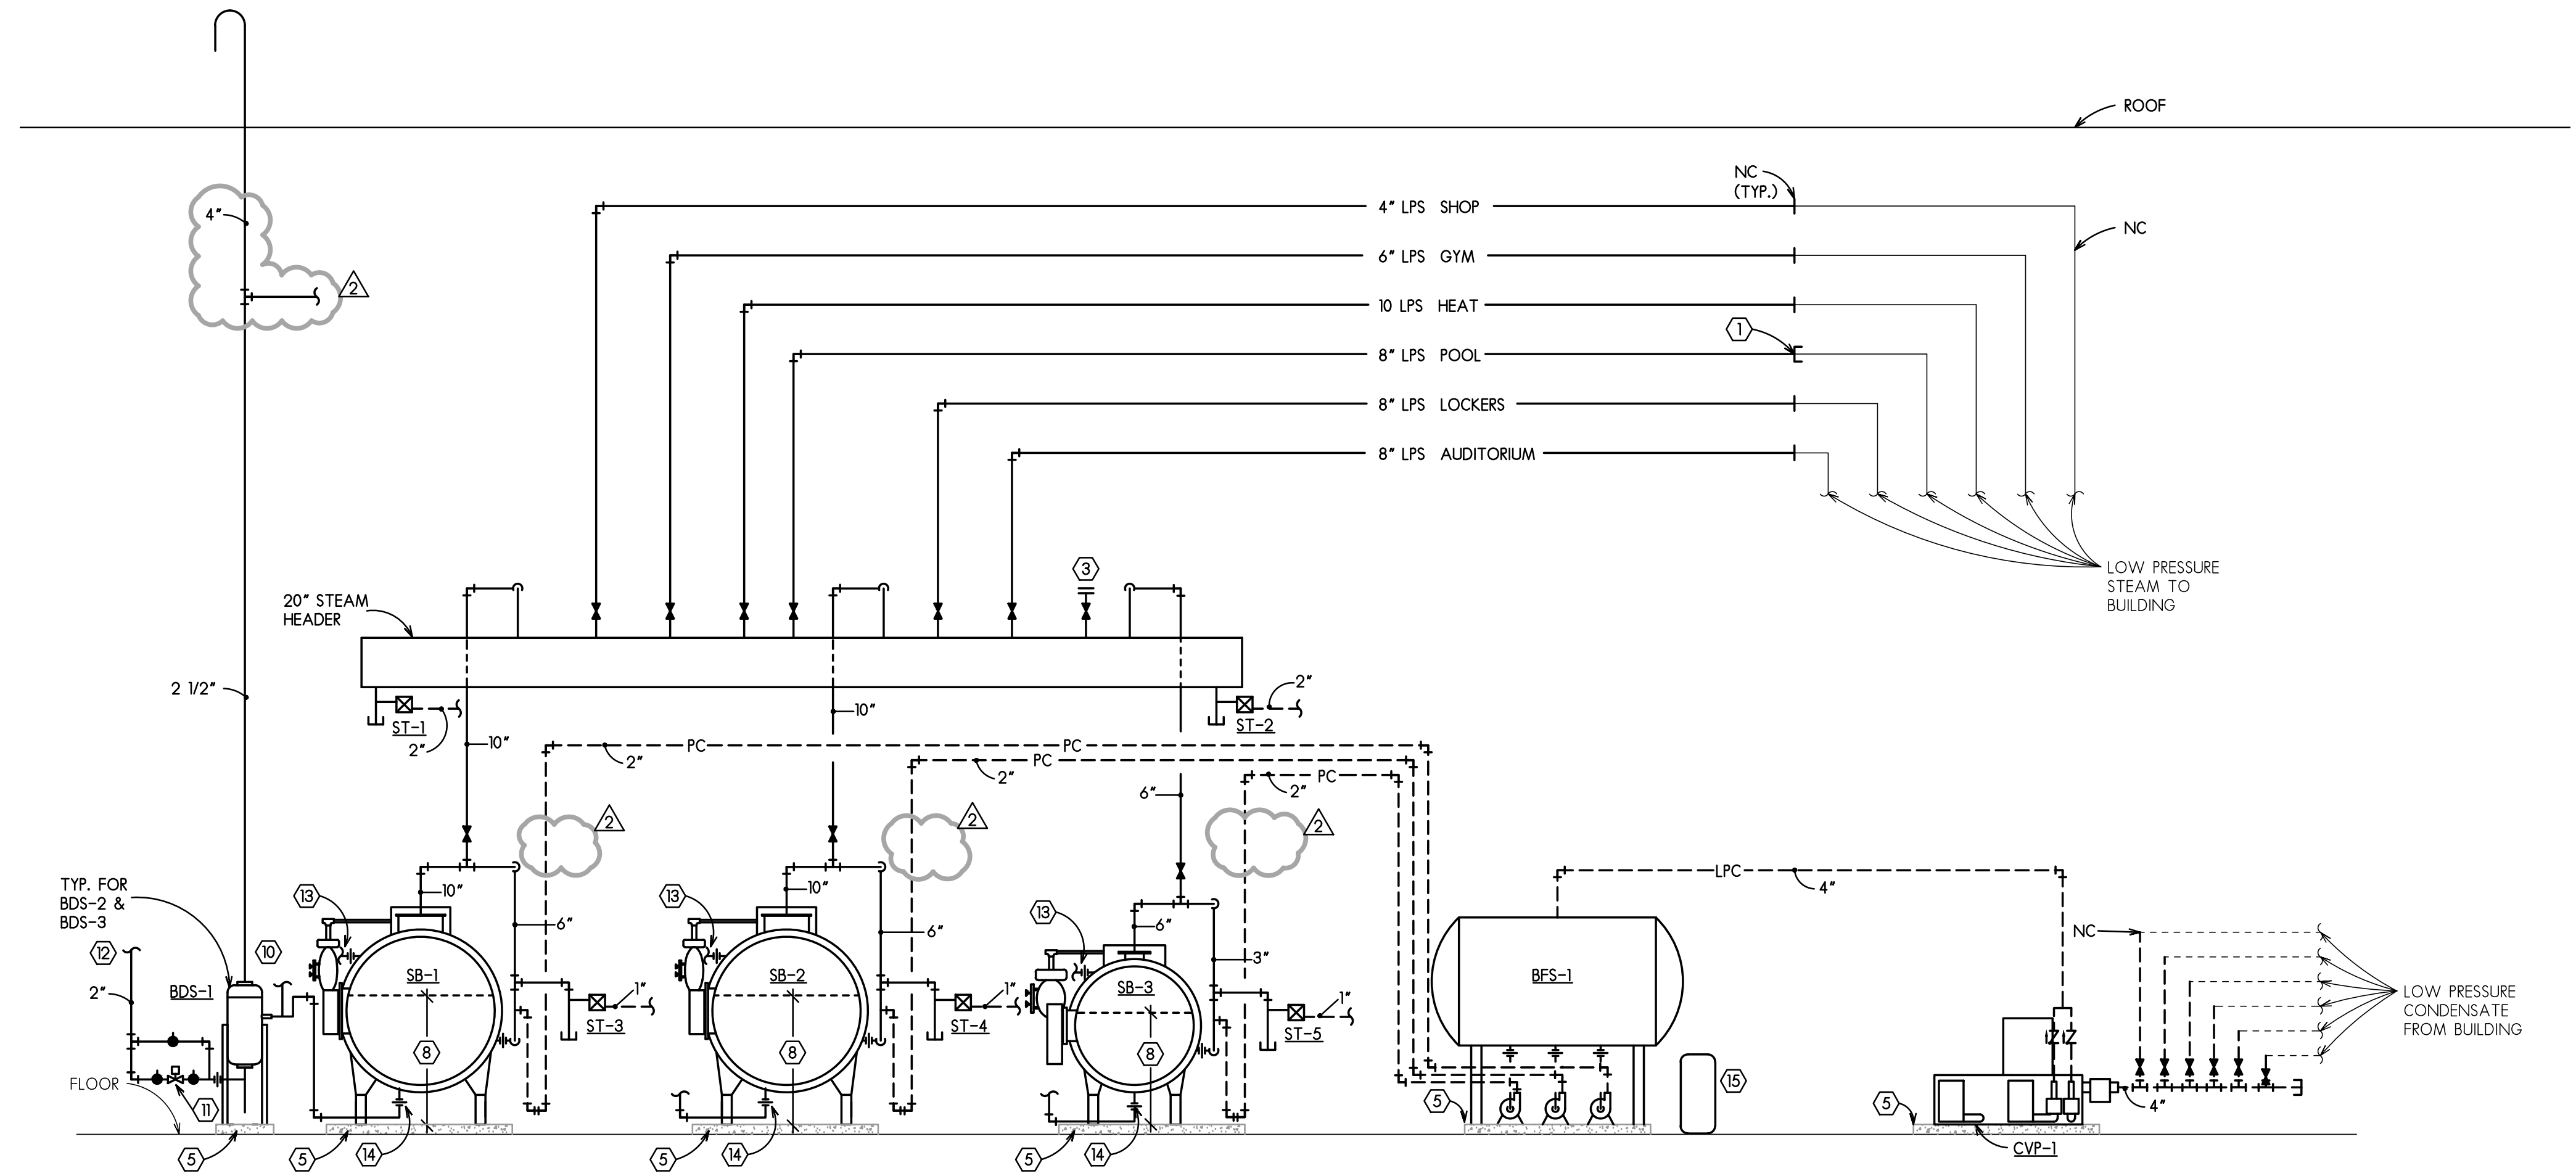 ROOF
NC
(TYP.)
4" LPS SHOP
4"
NC
6" LPS GYM
2
10 LPS HEAT
1
8" LPS POOL
8" LPS LOCKERS
8" LPS AUDITORIUM
3
LOW PRESSURE
STEAM TO
BUILDING
20" STEAM
HEADER
2 1/2"
2"
10"
ST-1
ST-2
2"
10"
PC
PC
2"
PC
2"
PC
2"
6"
2
2
2
LPC
4"
TYP. FOR
BDS-2 &
BDS-3
13
10"
13
10"
13
6"
6"
6"
3"
12
10
NC
2"
BDS-1
SB-1
SB-2
SB-3
BFS-1
1"
1"
1"
LOW PRESSURE
CONDENSATE
FROM BUILDING
ST-3
ST-4
ST-5
8
8
8
FLOOR
11
15
5
5
4"
5
5
14
5
14
5
14
CVP-1